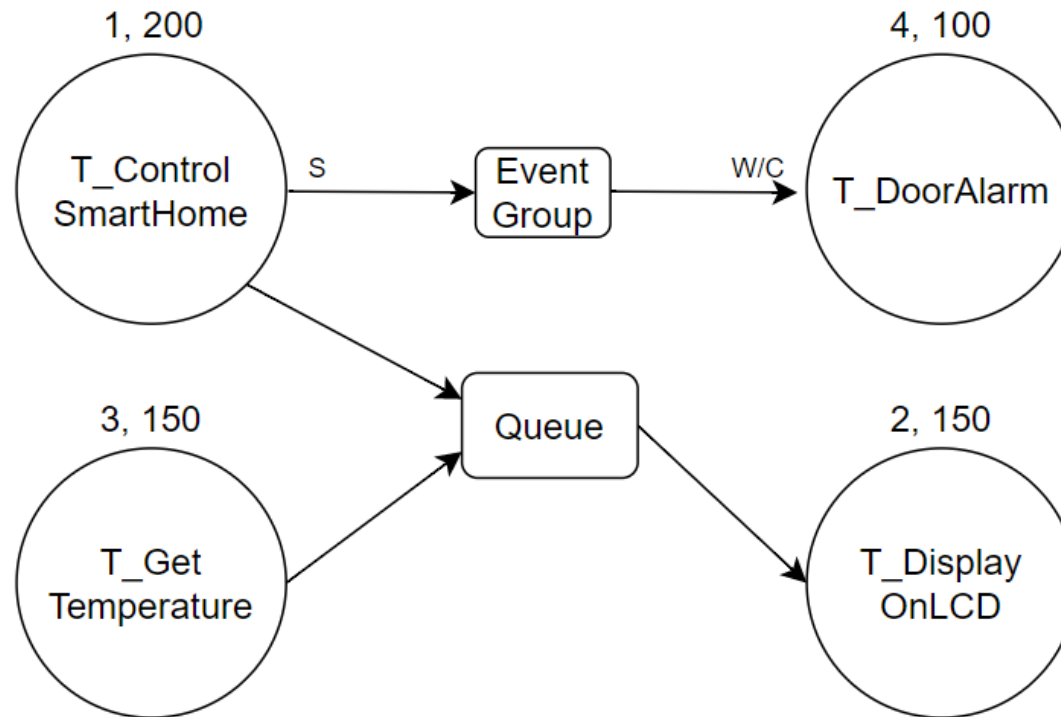 1, 200
4, 100
T_Control
SmartHome
S
Event
Group
W/C
T_DoorAlarm
Queue
3, 150
2, 150
T_Get
Temperature
T_Display
OnLCD